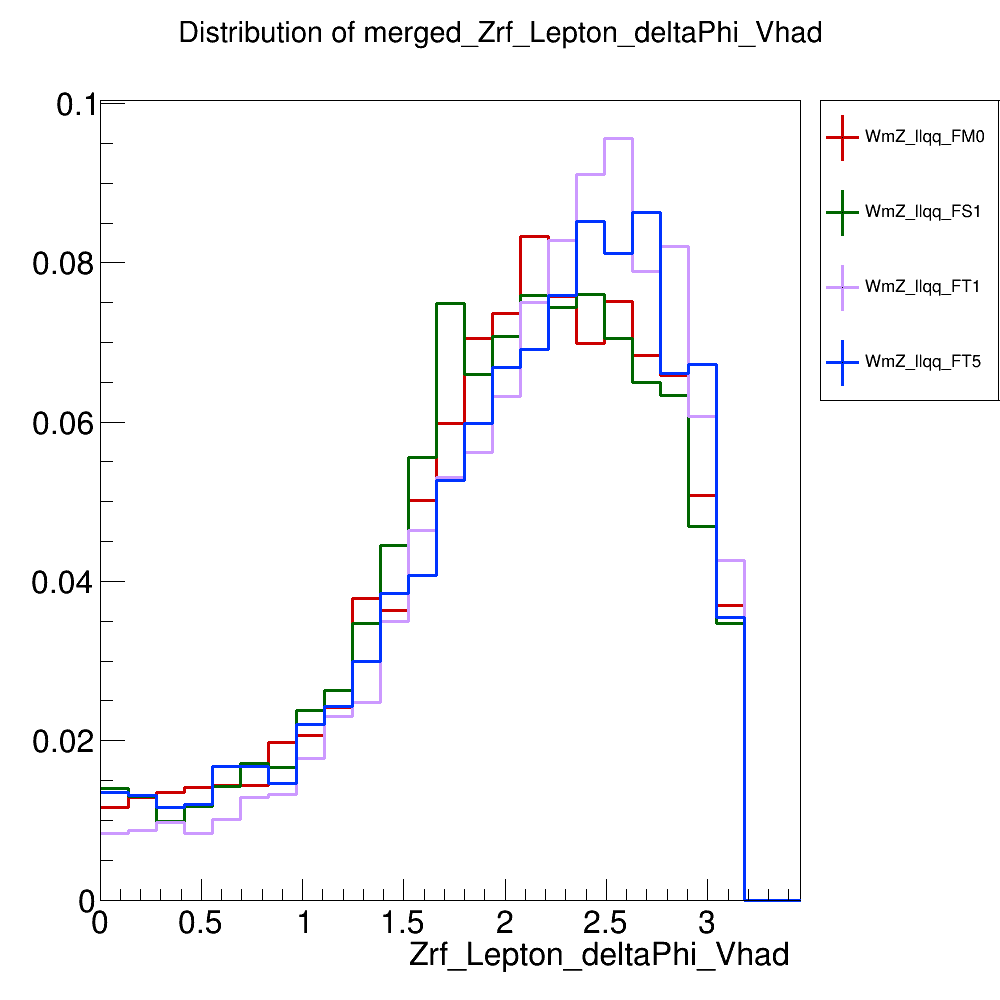 Distribution of merged_Zrf_Lepton_deltaPhi_Vhad
0.1
0.08
0.06
0.04
0.02
0
0 0.5 1 1.5 2 2.5 3
Zrf_Lepton_deltaPhi_Vhad
WmZ_llqq_FM0
WmZ_llqq_FS1
WmZ_llqq_FT1
WmZ_llqq_FT5